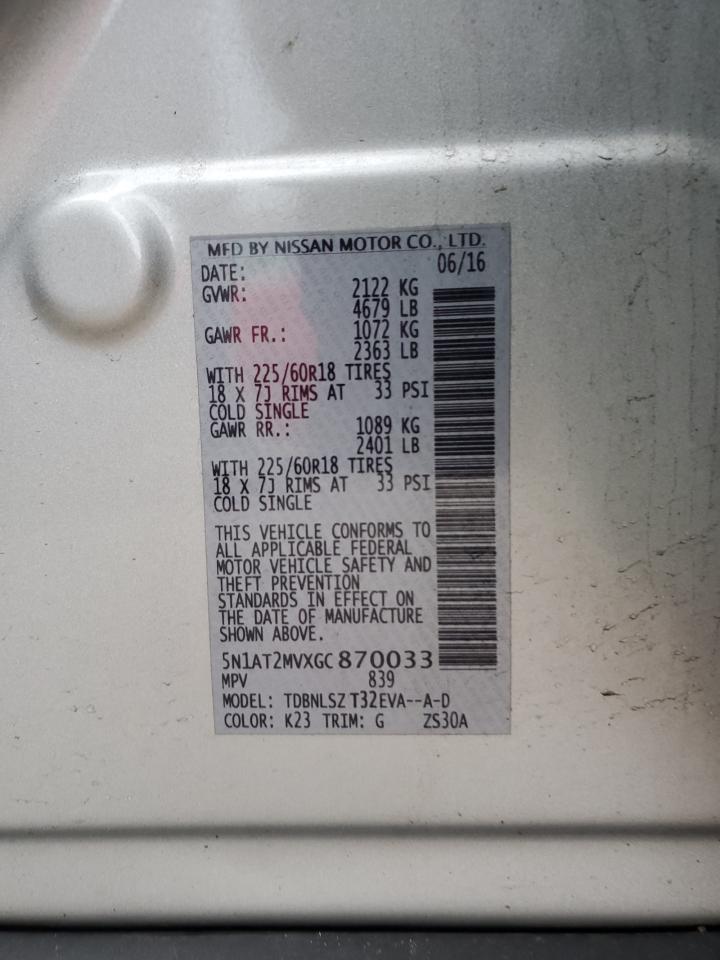 MFD BY NISSAN MOTOR CO., LTD.
DATE: 06/16
GVWR: 2122 KG
4679 LB
GAWR FR.: 1072 KG
2363 LB
WITH 225/60R18 TIRES
18 X 7J RIMS AT 33 PSI
COLD SINGLE
GAWR RR.: 1089 KG
2401 LB
WITH 225/60R18 TIRES
18 X 7J RIMS AT 33 PSI
COLD SINGLE
THIS VEHICLE CONFORMS TO
ALL APPLICABLE FEDERAL
MOTOR VEHICLE SAFETY AND
THEFT PREVENTION
STANDARDS IN EFFECT ON
THE DATE OF MANUFACTURE
SHOWN ABOVE.
5N1AT2MVXGC870033
MPV 839
MODEL: TDBNLSZ T32EVA--A-D
COLOR: K23 TRIM: G ZS30A